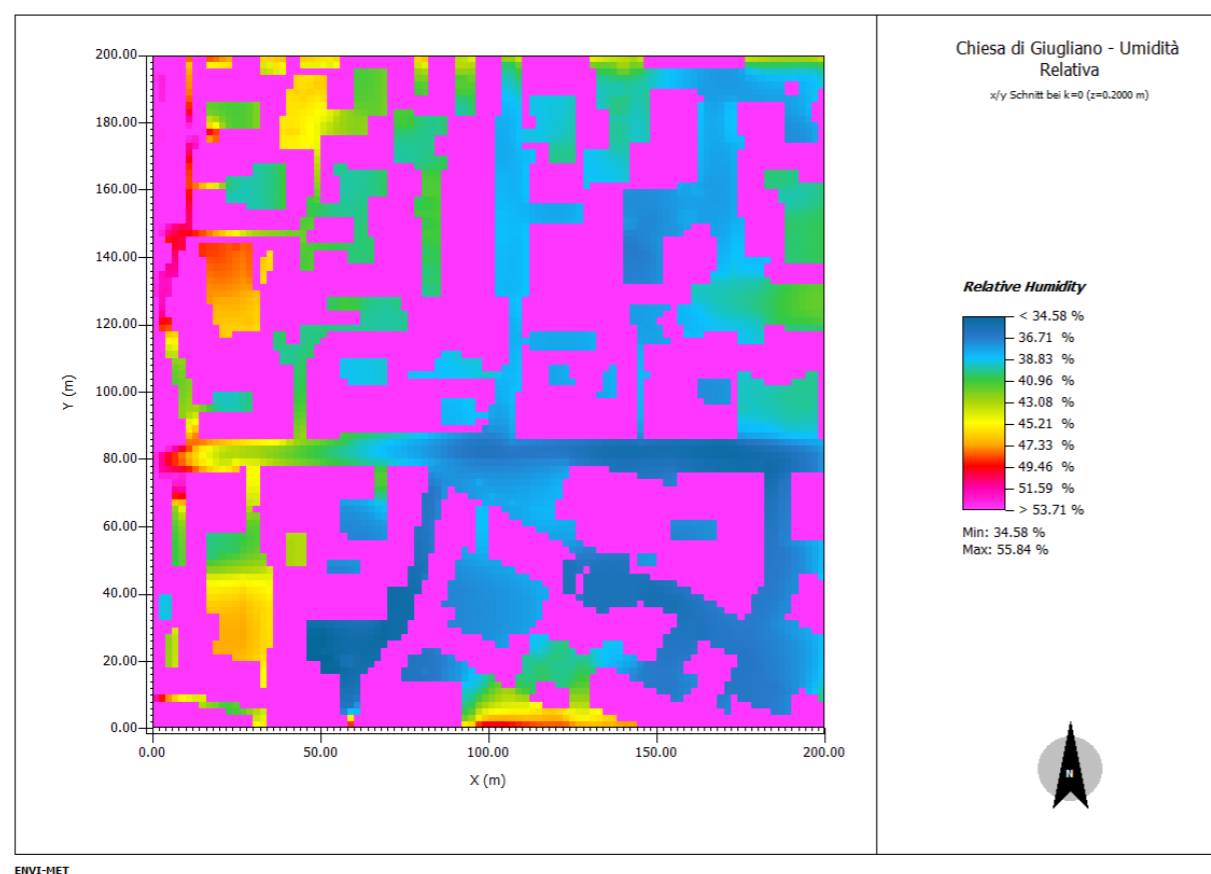 Chiesa di Giugliano - Umidità
Relativa
x/y Schnitt bei k=0 (z=0.2000 m)
200.00
180.00
160.00
140.00
120.00
100.00
80.00
60.00
40.00
20.00
0.00
Y (m)
0.00 50.00 100.00 150.00 200.00
X (m)
Relative Humidity
< 34.58 %
36.71 %
38.83 %
40.96 %
43.08 %
45.21 %
47.33 %
49.46 %
51.59 %
> 53.71 %
Min: 34.58 %
Max: 55.84 %
N
ENVI-MET